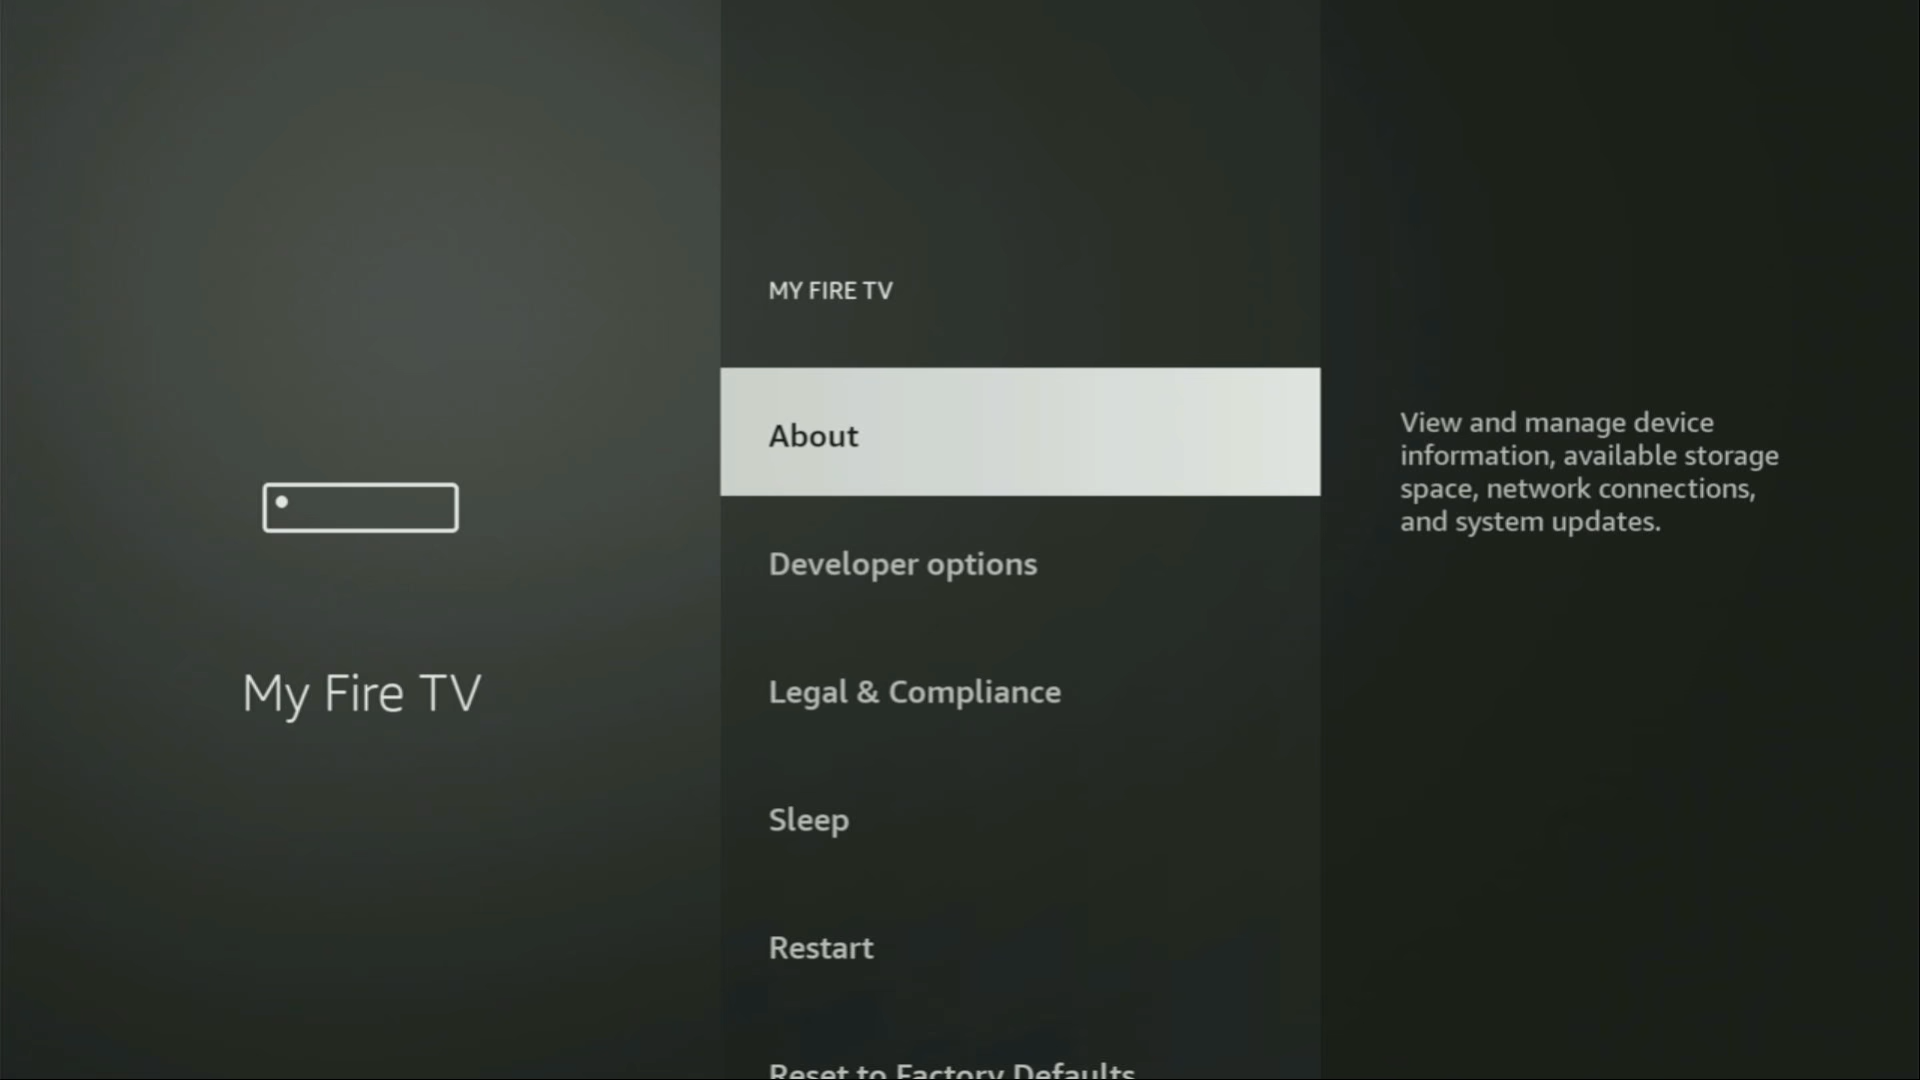 MY FIRE TV
About
Developer options
Legal & Compliance
Sleep
Restart
Reset to Factory Defaults
My Fire TV
View and manage device
information, available storage
space, network connections,
and system updates.